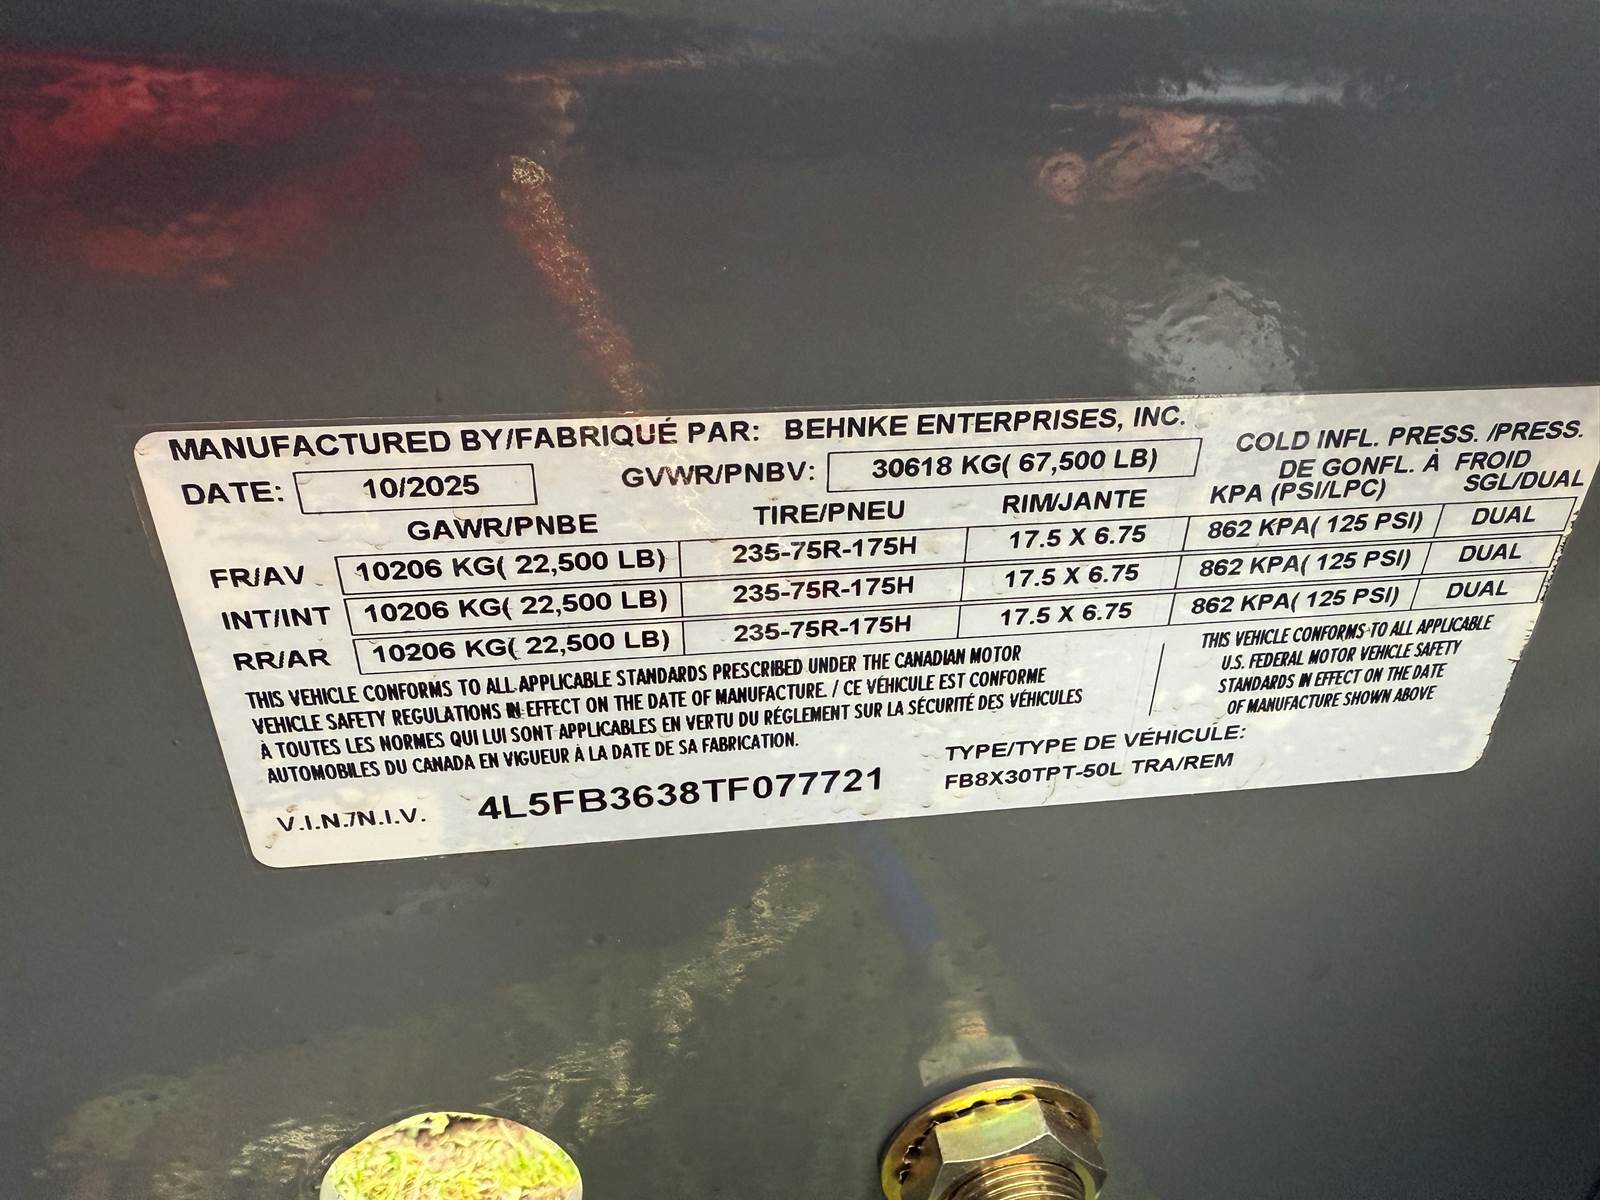 MANUFACTURED BY/FABRIQUÉ PAR: BEHNKE ENTERPRISES, INC.
DATE: 10/2025 GVWR/PNBV: 30618 KG( 67,500 LB)
COLD INFL. PRESS. /PRESS.
DE GONFL. À FROID
GAWR/PNBE TIRE/PNEU RIM/JANTE KPA (PSI/LPC) SGL/DUAL
FR/AV 10206 KG( 22,500 LB) 235-75R-175H 17.5 X 6.75 862 KPA( 125 PSI) DUAL
INT/INT 10206 KG( 22,500 LB) 235-75R-175H 17.5 X 6.75 862 KPA( 125 PSI) DUAL
RR/AR 10206 KG( 22,500 LB) 235-75R-175H 17.5 X 6.75 862 KPA( 125 PSI) DUAL
THIS VEHICLE CONFORMS TO ALL APPLICABLE STANDARDS PRESCRIBED UNDER THE CANADIAN MOTOR
VEHICLE SAFETY REGULATIONS IN EFFECT ON THE DATE OF MANUFACTURE. / CE VÉHICULE EST CONFORME
À TOUTES LES NORMES QUI LUI SONT APPLICABLES EN VERTU DU RÉGLEMENT SUR LA SÉCURITÉ DES VÉHICULES
AUTOMOBILES DU CANADA EN VIGUEUR À LA DATE DE SA FABRICATION.
THIS VEHICLE CONFORMS TO ALL APPLICABLE
U.S. FEDERAL MOTOR VEHICLE SAFETY
STANDARDS IN EFFECT ON THE DATE
OF MANUFACTURE SHOWN ABOVE
V.I.N./N.I.V. 4L5FB3638TF077721
TYPE/TYPE DE VÉHICULE:
FB8X30TPT-50L TRA/REM